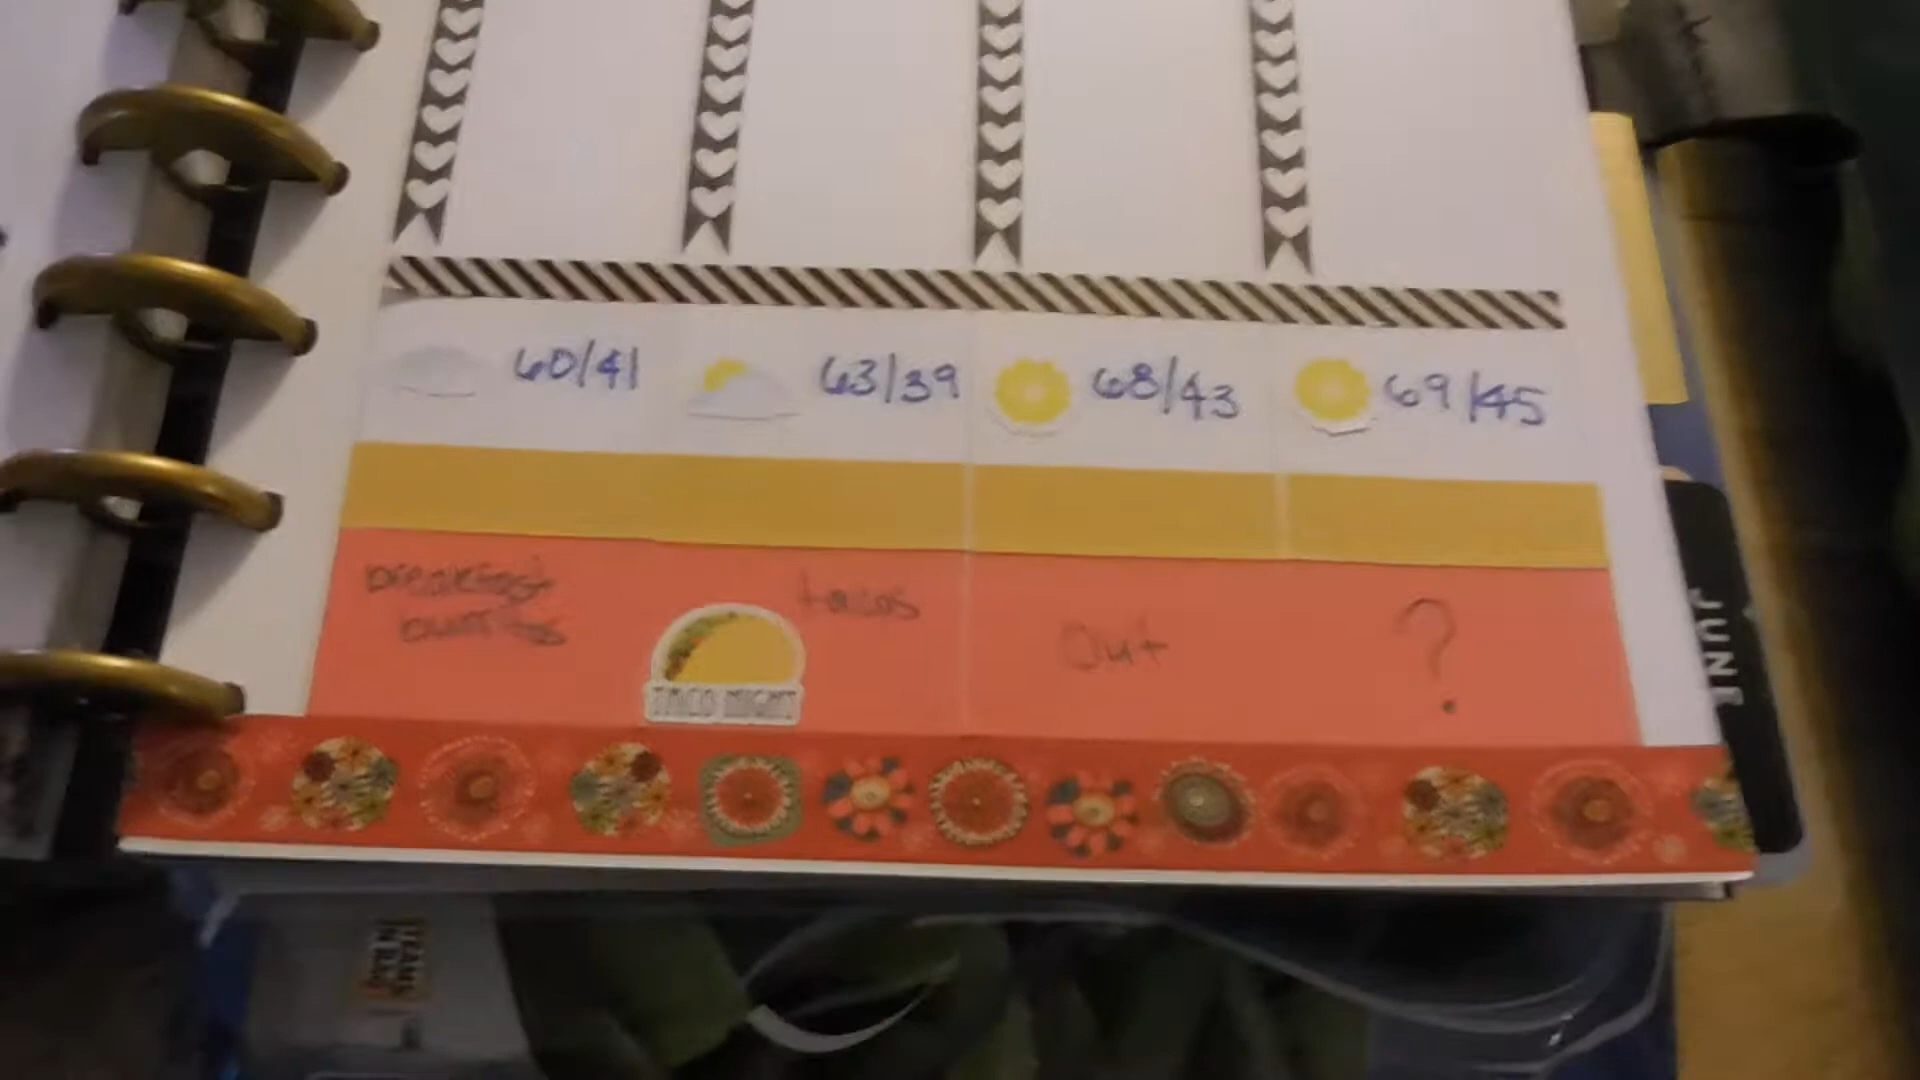 60/41 63/39 68/43 69/45
breakfast tacos Out ?
burritos
TACO NIGHT
JUNE